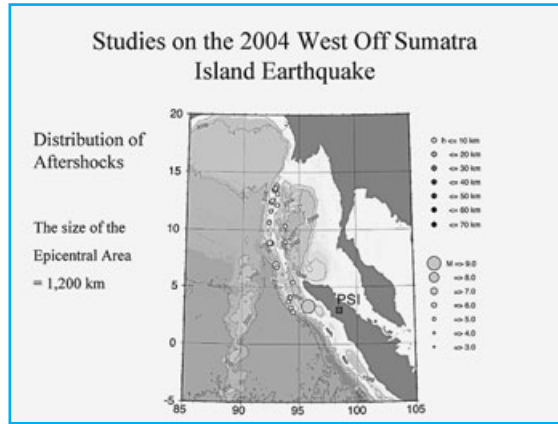 Studies on the 2004 West Off Sumatra
Island Earthquake
Distribution of
Aftershocks
The size of the
Epicentral Area
= 1,200 km
20
15
10
5
0
-5
85
90
95
100
105
PSI
h <= 10 km
<= 20 km
<= 30 km
<= 40 km
<= 50 km
<= 60 km
<= 70 km
M => 9.0
=> 8.0
=> 7.0
=> 6.0
=> 5.0
=> 4.0
=> 3.0